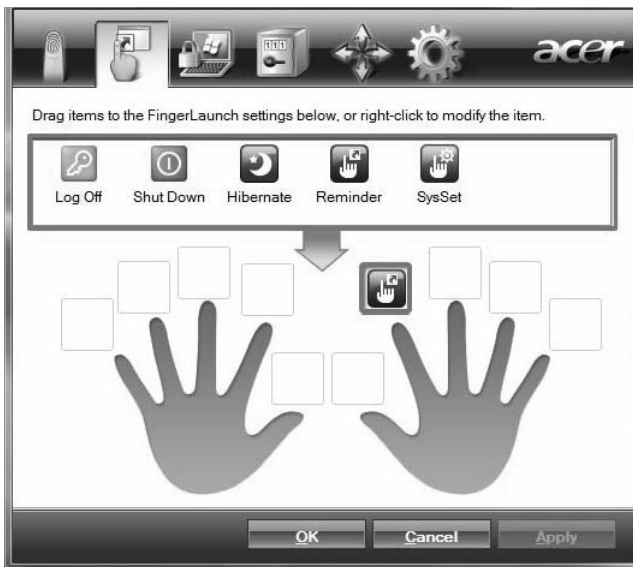 111
acer
Drag items to the FingerLaunch settings below, or right-click to modify the item.
Log Off Shut Down Hibernate Reminder SysSet
OK Cancel Apply